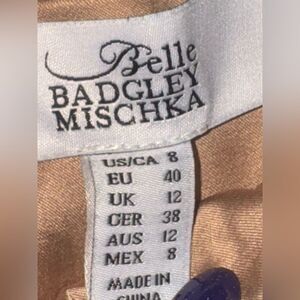 Belle
BADGLEY
MISCHKA
US/CA 8
EU 40
UK 12
GER 38
AUS 12
MEX 8
MADE IN
CHINA